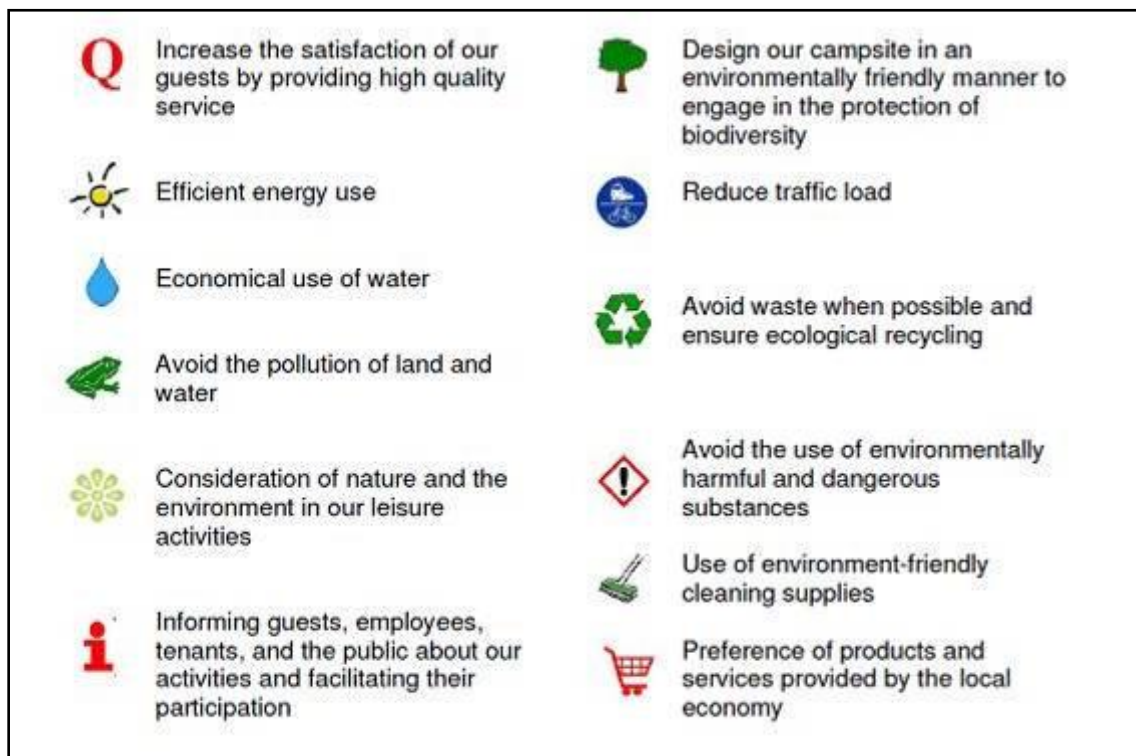 Q
Increase the satisfaction of our
guests by providing high quality
service
Efficient energy use
Economical use of water
Avoid the pollution of land and
water
Consideration of nature and the
environment in our leisure
activities
i
Informing guests, employees,
tenants, and the public about our
activities and facilitating their
participation
Design our campsite in an
environmentally friendly manner to
engage in the protection of
biodiversity
Reduce traffic load
Avoid waste when possible and
ensure ecological recycling
!
Avoid the use of environmentally
harmful and dangerous
substances
Use of environment-friendly
cleaning supplies
Preference of products and
services provided by the local
economy